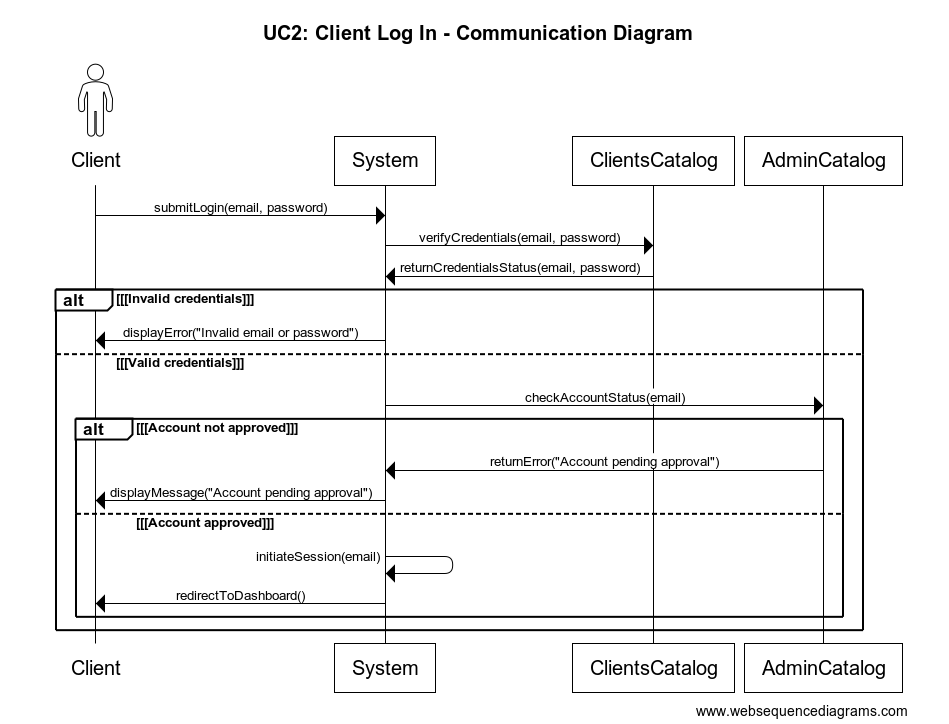 UC2: Client Log In - Communication Diagram
Client
System
ClientsCatalog
AdminCatalog
submitLogin(email, password)
verifyCredentials(email, password)
returnCredentialsStatus(email, password)
alt
[[[Invalid credentials]]]
displayError("Invalid email or password")
[[[Valid credentials]]]
checkAccountStatus(email)
alt
[[[Account not approved]]]
returnError("Account pending approval")
displayMessage("Account pending approval")
[[[Account approved]]]
initiateSession(email)
redirectToDashboard()
Client
System
ClientsCatalog
AdminCatalog
www.websequencediagrams.com